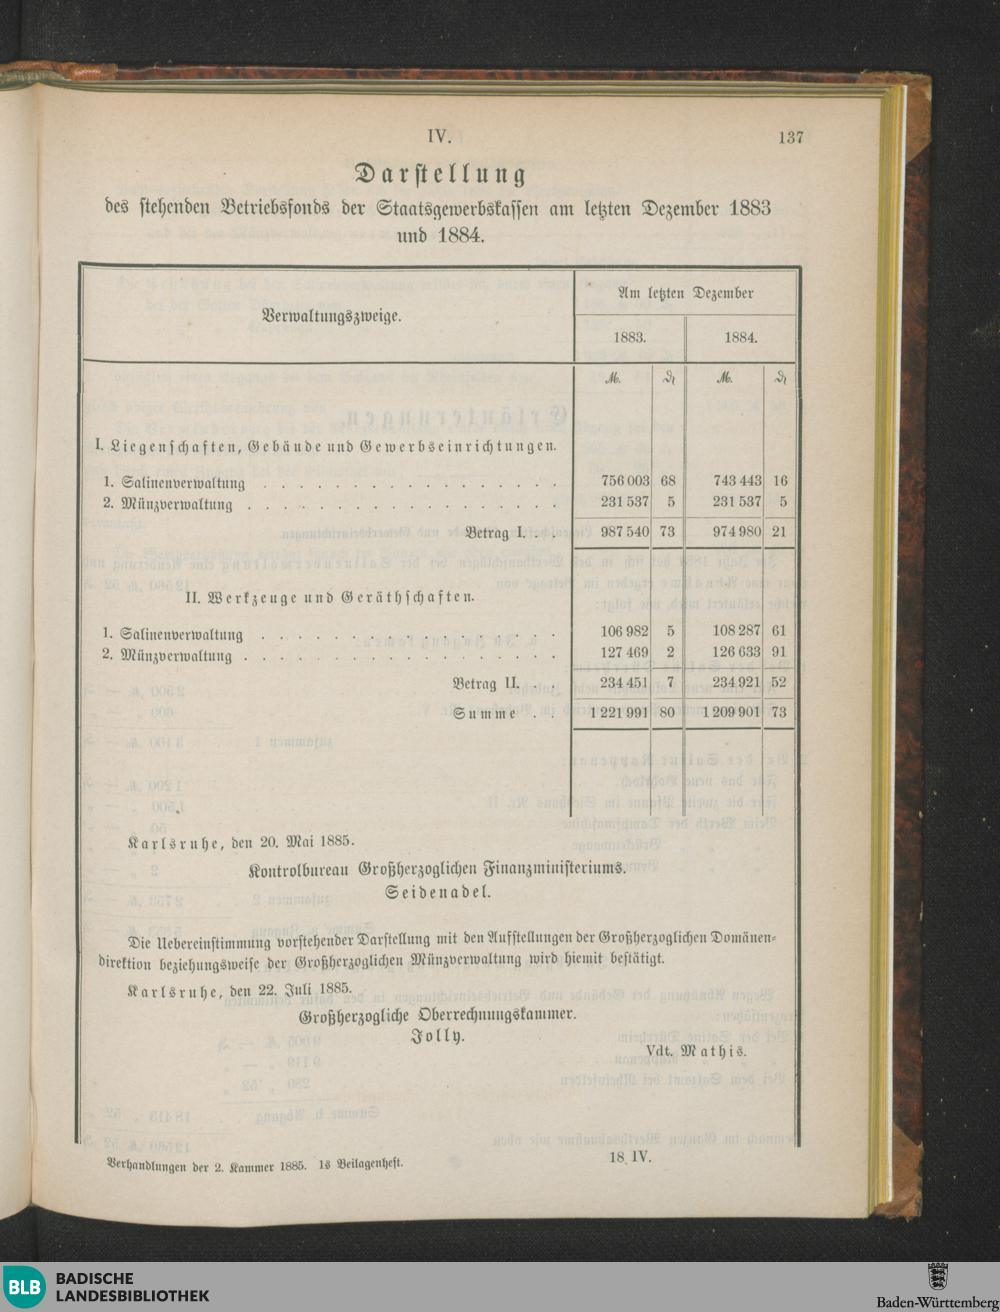 IV.
137
Darstellung
des stehenden Betriebsfonds der Staatsgewerbskassen am letzten Dezember 1883
und 1884.
Verwaltungszweige.
Am letzten Dezember
1883.
1884.
M. ₰ M. ₰
I. Liegenschaften, Gebäude und Gewerbseinrichtungen.
1. Salinenverwaltung . . . . . . . . . . . . . . . . 756 003 68 743 443 16
2. Münzverwaltung . . . . . . . . . . . . . . . . . 231 537 5 231 537 5
Betrag I. . . 987 540 73 974 980 21
II. Werkzeuge und Geräthschaften.
1. Salinenverwaltung . . . . . . . . . . . . . . . . 106 982 5 108 287 61
2. Münzverwaltung . . . . . . . . . . . . . . . . . 127 469 2 126 633 91
Betrag II. . . 234 451 7 234 921 52
Summe . . 1 221 991 80 1 209 901 73
Karlsruhe, den 20. Mai 1885.
Kontrolbureau Großherzoglichen Finanzministeriums.
Seidenadel.
Die Uebereinstimmung vorstehender Darstellung mit den Aufstellungen der Großherzoglichen Domänen-
direktion beziehungsweise der Großherzoglichen Münzverwaltung wird hiemit bestätigt.
Karlsruhe, den 22. Juli 1885.
Großherzogliche Oberrechnungskammer.
Jolly.
Vdt. Mathis.
Verhandlungen der 2. Kammer 1885. 1s Beilagenheft.
18, IV.
BLB
BADISCHE
LANDESBIBLIOTHEK
Baden-Württemberg